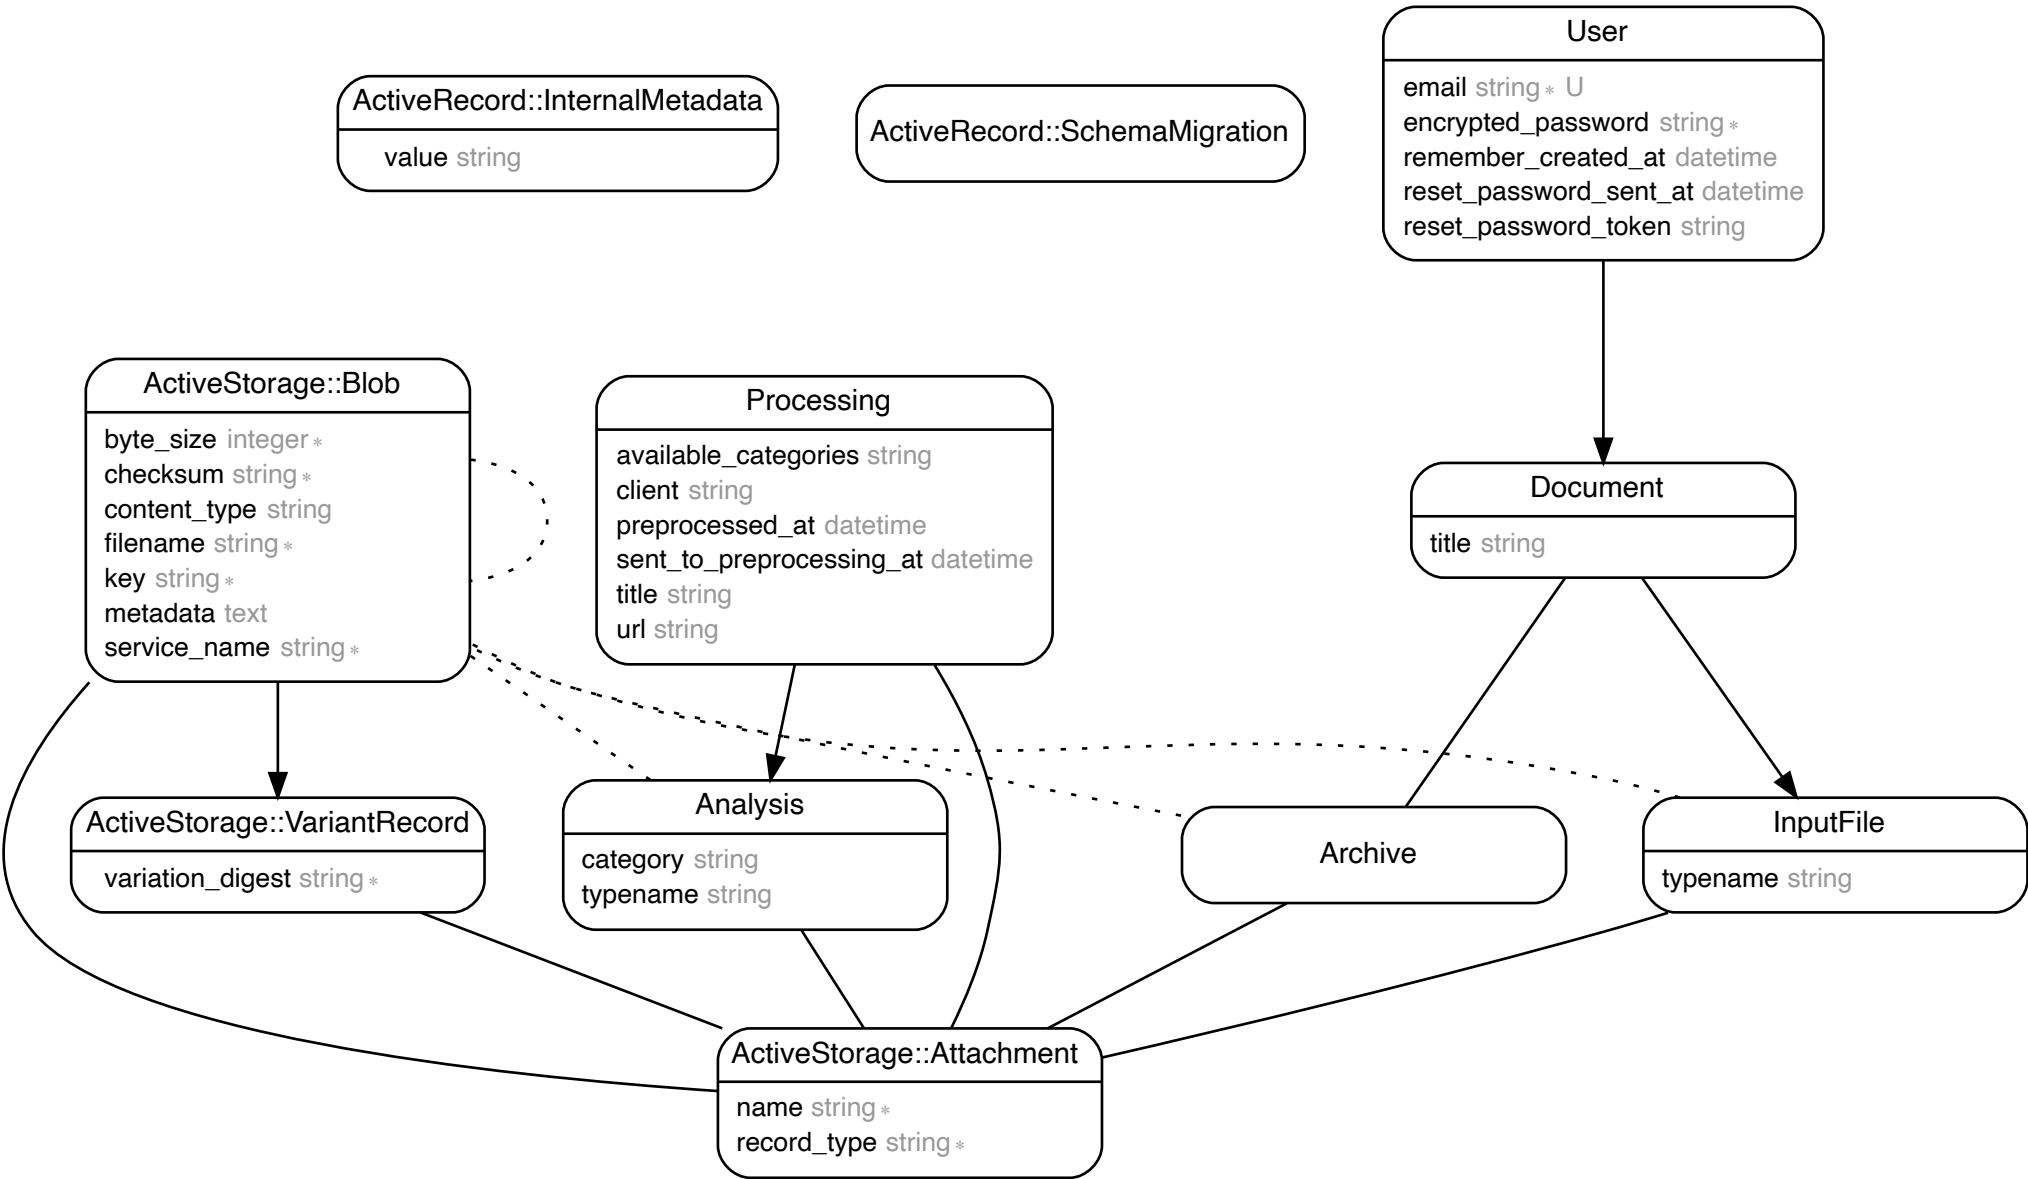 User
email string* U
encrypted_password string*
remember_created_at datetime
reset_password_sent_at datetime
reset_password_token string
ActiveRecord::InternalMetadata
value string
ActiveRecord::SchemaMigration
ActiveStorage::Blob
byte_size integer*
checksum string*
content_type string
filename string*
key string*
metadata text
service_name string*
Processing
available_categories string
client string
preprocessed_at datetime
sent_to_preprocessing_at datetime
title string
url string
Document
title string
ActiveStorage::VariantRecord
variation_digest string*
Analysis
category string
typename string
Archive
InputFile
typename string
ActiveStorage::Attachment
name string*
record_type string*